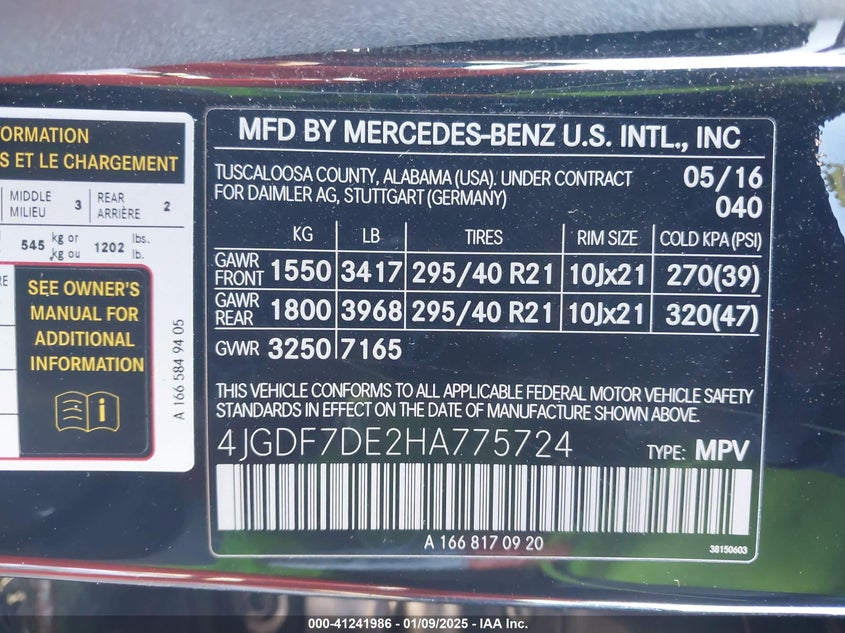 ORMATION
S ET LE CHARGEMENT
MIDDLE
MILIEU 3
REAR
ARRIÈRE 2
545 kg or
kg ou 1202 lbs.
lb.
SEE OWNER'S
MANUAL FOR
ADDITIONAL
INFORMATION
A 166 584 94 05
MFD BY MERCEDES-BENZ U.S. INTL., INC
TUSCALOOSA COUNTY, ALABAMA (USA). UNDER CONTRACT
FOR DAIMLER AG, STUTTGART (GERMANY)
05/16
040
KG LB TIRES RIM SIZE COLD KPA (PSI)
GAWR
FRONT 1550 3417 295/40 R21 10Jx21 270(39)
GAWR
REAR 1800 3968 295/40 R21 10Jx21 320(47)
GVWR 3250 7165
THIS VEHICLE CONFORMS TO ALL APPLICABLE FEDERAL MOTOR VEHICLE SAFETY
STANDARDS IN EFFECT ON THE DATE OF MANUFACTURE SHOWN ABOVE.
4JGDF7DE2HA775724 TYPE: MPV
A 166 817 09 20
38150603
000-41241986 - 01/09/2025 - IAA Inc.